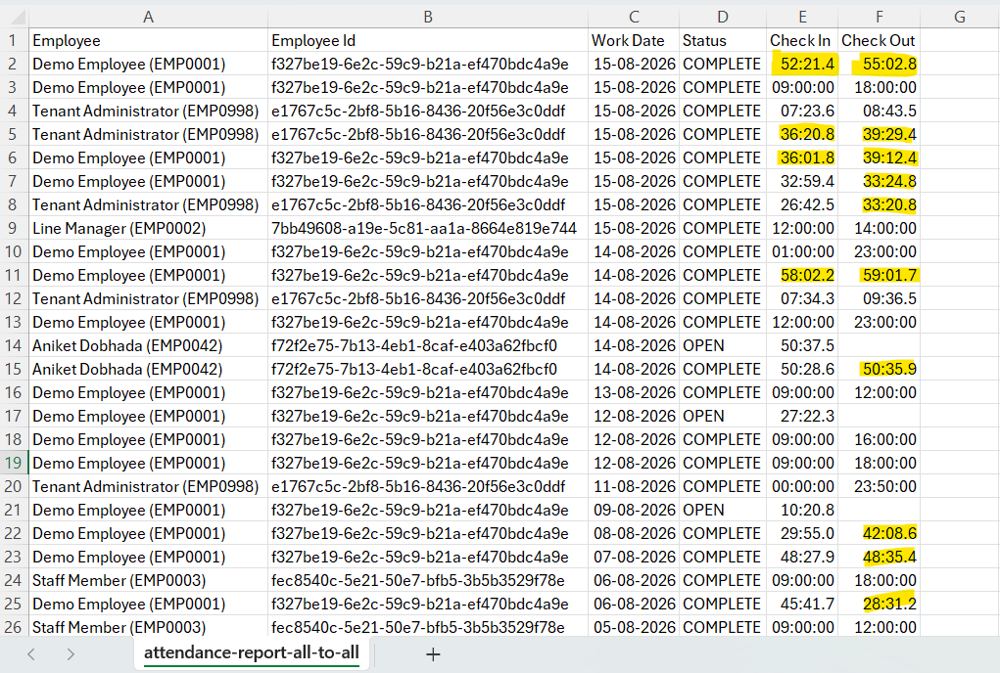 A B C D E F G
1 Employee Employee Id Work Date Status Check In Check Out
2 Demo Employee (EMP0001) f327be19-6e2c-59c9-b21a-ef470bdc4a9e 15-08-2026 COMPLETE 52:21.4 55:02.8
3 Demo Employee (EMP0001) f327be19-6e2c-59c9-b21a-ef470bdc4a9e 15-08-2026 COMPLETE 09:00:00 18:00:00
4 Tenant Administrator (EMP0998) e1767c5c-2bf8-5b16-8436-20f56e3c0ddf 15-08-2026 COMPLETE 07:23.6 08:43.5
5 Tenant Administrator (EMP0998) e1767c5c-2bf8-5b16-8436-20f56e3c0ddf 15-08-2026 COMPLETE 36:20.8 39:29.4
6 Demo Employee (EMP0001) f327be19-6e2c-59c9-b21a-ef470bdc4a9e 15-08-2026 COMPLETE 36:01.8 39:12.4
7 Demo Employee (EMP0001) f327be19-6e2c-59c9-b21a-ef470bdc4a9e 15-08-2026 COMPLETE 32:59.4 33:24.8
8 Tenant Administrator (EMP0998) e1767c5c-2bf8-5b16-8436-20f56e3c0ddf 15-08-2026 COMPLETE 26:42.5 33:20.8
9 Line Manager (EMP0002) 7bb49608-a19e-5c81-aa1a-8664e819e744 15-08-2026 COMPLETE 12:00:00 14:00:00
10 Demo Employee (EMP0001) f327be19-6e2c-59c9-b21a-ef470bdc4a9e 14-08-2026 COMPLETE 01:00:00 23:00:00
11 Demo Employee (EMP0001) f327be19-6e2c-59c9-b21a-ef470bdc4a9e 14-08-2026 COMPLETE 58:02.2 59:01.7
12 Tenant Administrator (EMP0998) e1767c5c-2bf8-5b16-8436-20f56e3c0ddf 14-08-2026 COMPLETE 07:34.3 09:36.5
13 Demo Employee (EMP0001) f327be19-6e2c-59c9-b21a-ef470bdc4a9e 14-08-2026 COMPLETE 12:00:00 23:00:00
14 Aniket Dobhada (EMP0042) f72f2e75-7b13-4eb1-8caf-e403a62fbcf0 14-08-2026 OPEN 50:37.5
15 Aniket Dobhada (EMP0042) f72f2e75-7b13-4eb1-8caf-e403a62fbcf0 14-08-2026 COMPLETE 50:28.6 50:35.9
16 Demo Employee (EMP0001) f327be19-6e2c-59c9-b21a-ef470bdc4a9e 13-08-2026 COMPLETE 09:00:00 12:00:00
17 Demo Employee (EMP0001) f327be19-6e2c-59c9-b21a-ef470bdc4a9e 12-08-2026 OPEN 27:22.3
18 Demo Employee (EMP0001) f327be19-6e2c-59c9-b21a-ef470bdc4a9e 12-08-2026 COMPLETE 09:00:00 16:00:00
19 Demo Employee (EMP0001) f327be19-6e2c-59c9-b21a-ef470bdc4a9e 12-08-2026 COMPLETE 09:00:00 18:00:00
20 Tenant Administrator (EMP0998) e1767c5c-2bf8-5b16-8436-20f56e3c0ddf 11-08-2026 COMPLETE 00:00:00 23:50:00
21 Demo Employee (EMP0001) f327be19-6e2c-59c9-b21a-ef470bdc4a9e 09-08-2026 OPEN 10:20.8
22 Demo Employee (EMP0001) f327be19-6e2c-59c9-b21a-ef470bdc4a9e 08-08-2026 COMPLETE 29:55.0 42:08.6
23 Demo Employee (EMP0001) f327be19-6e2c-59c9-b21a-ef470bdc4a9e 07-08-2026 COMPLETE 48:27.9 48:35.4
24 Staff Member (EMP0003) fec8540c-5e21-50e7-bfb5-3b5b3529f78e 06-08-2026 COMPLETE 09:00:00 18:00:00
25 Demo Employee (EMP0001) f327be19-6e2c-59c9-b21a-ef470bdc4a9e 06-08-2026 COMPLETE 45:41.7 28:31.2
26 Staff Member (EMP0003) fec8540c-5e21-50e7-bfb5-3b5b3529f78e 05-08-2026 COMPLETE 09:00:00 12:00:00
attendance-report-all-to-all